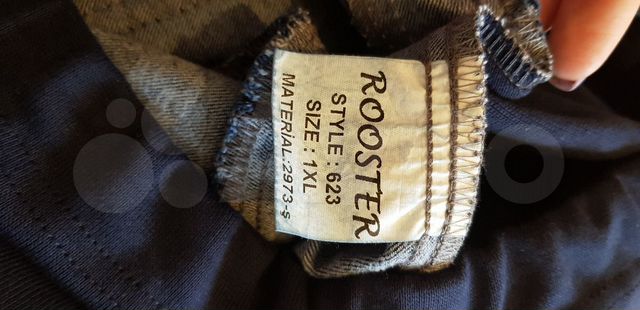 ROOSTER
STYLE : 623
SIZE : 1XL
MATERIAL:2973-S